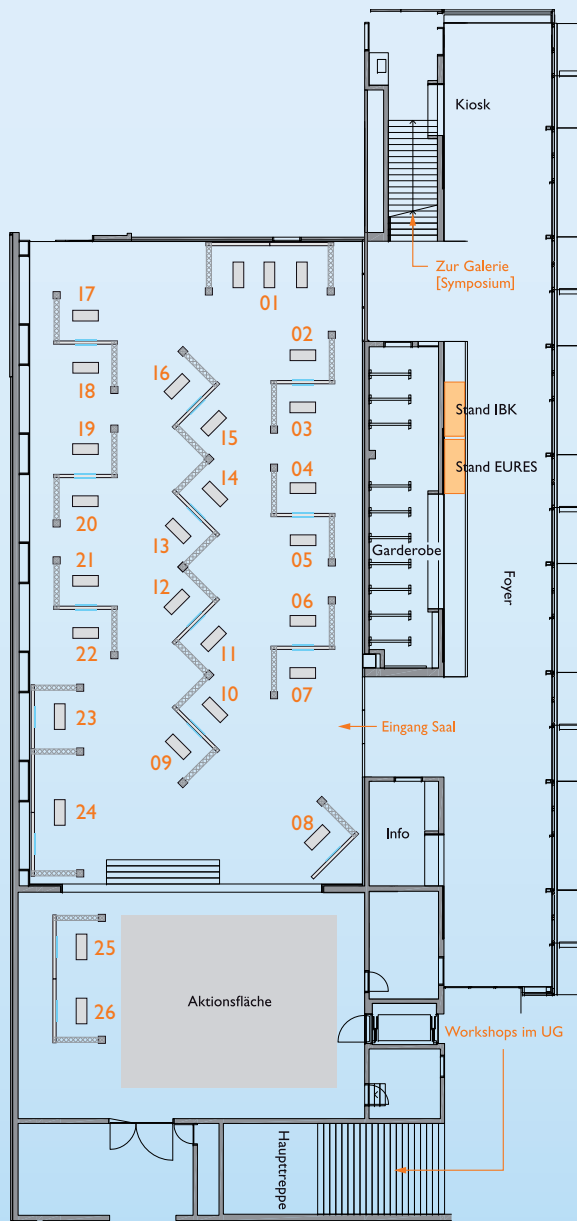 Kiosk
Zur Galerie
[Symposium]
17
01
02
16
18
15
03
Stand IBK
19
14
04
Stand EURES
20
13
05
Garderobe
21
12
06
Foyer
22
11
07
23
10
09
Eingang Saal
24
08
Info
25
26
Aktionsfläche
Workshops im UG
Haupttreppe